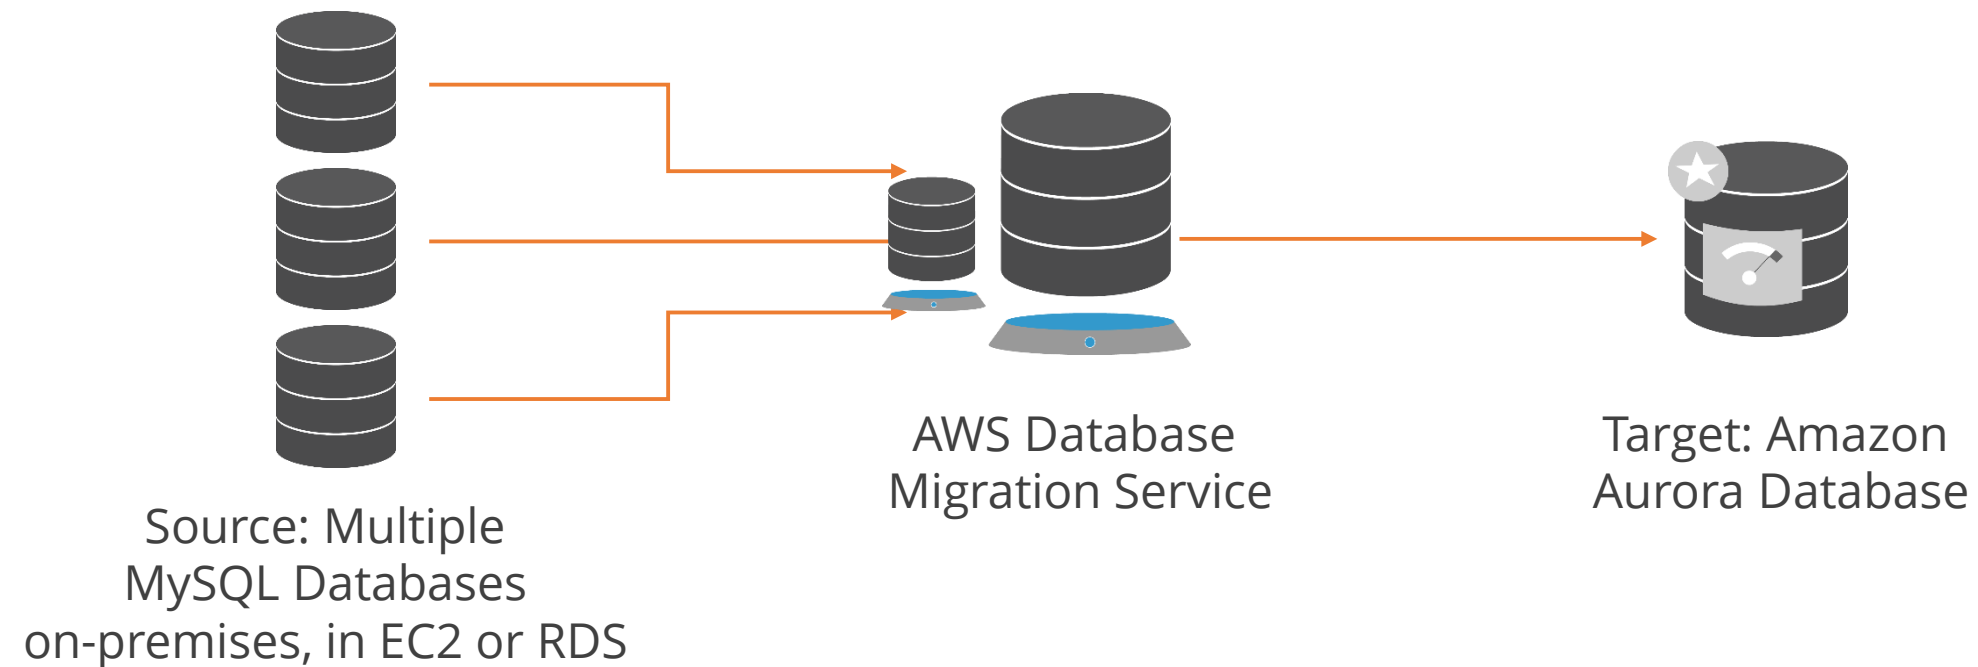 Source: Multiple
MySQL Databases
on-premises, in EC2 or RDS
AWS Database
Migration Service
Target: Amazon
Aurora Database